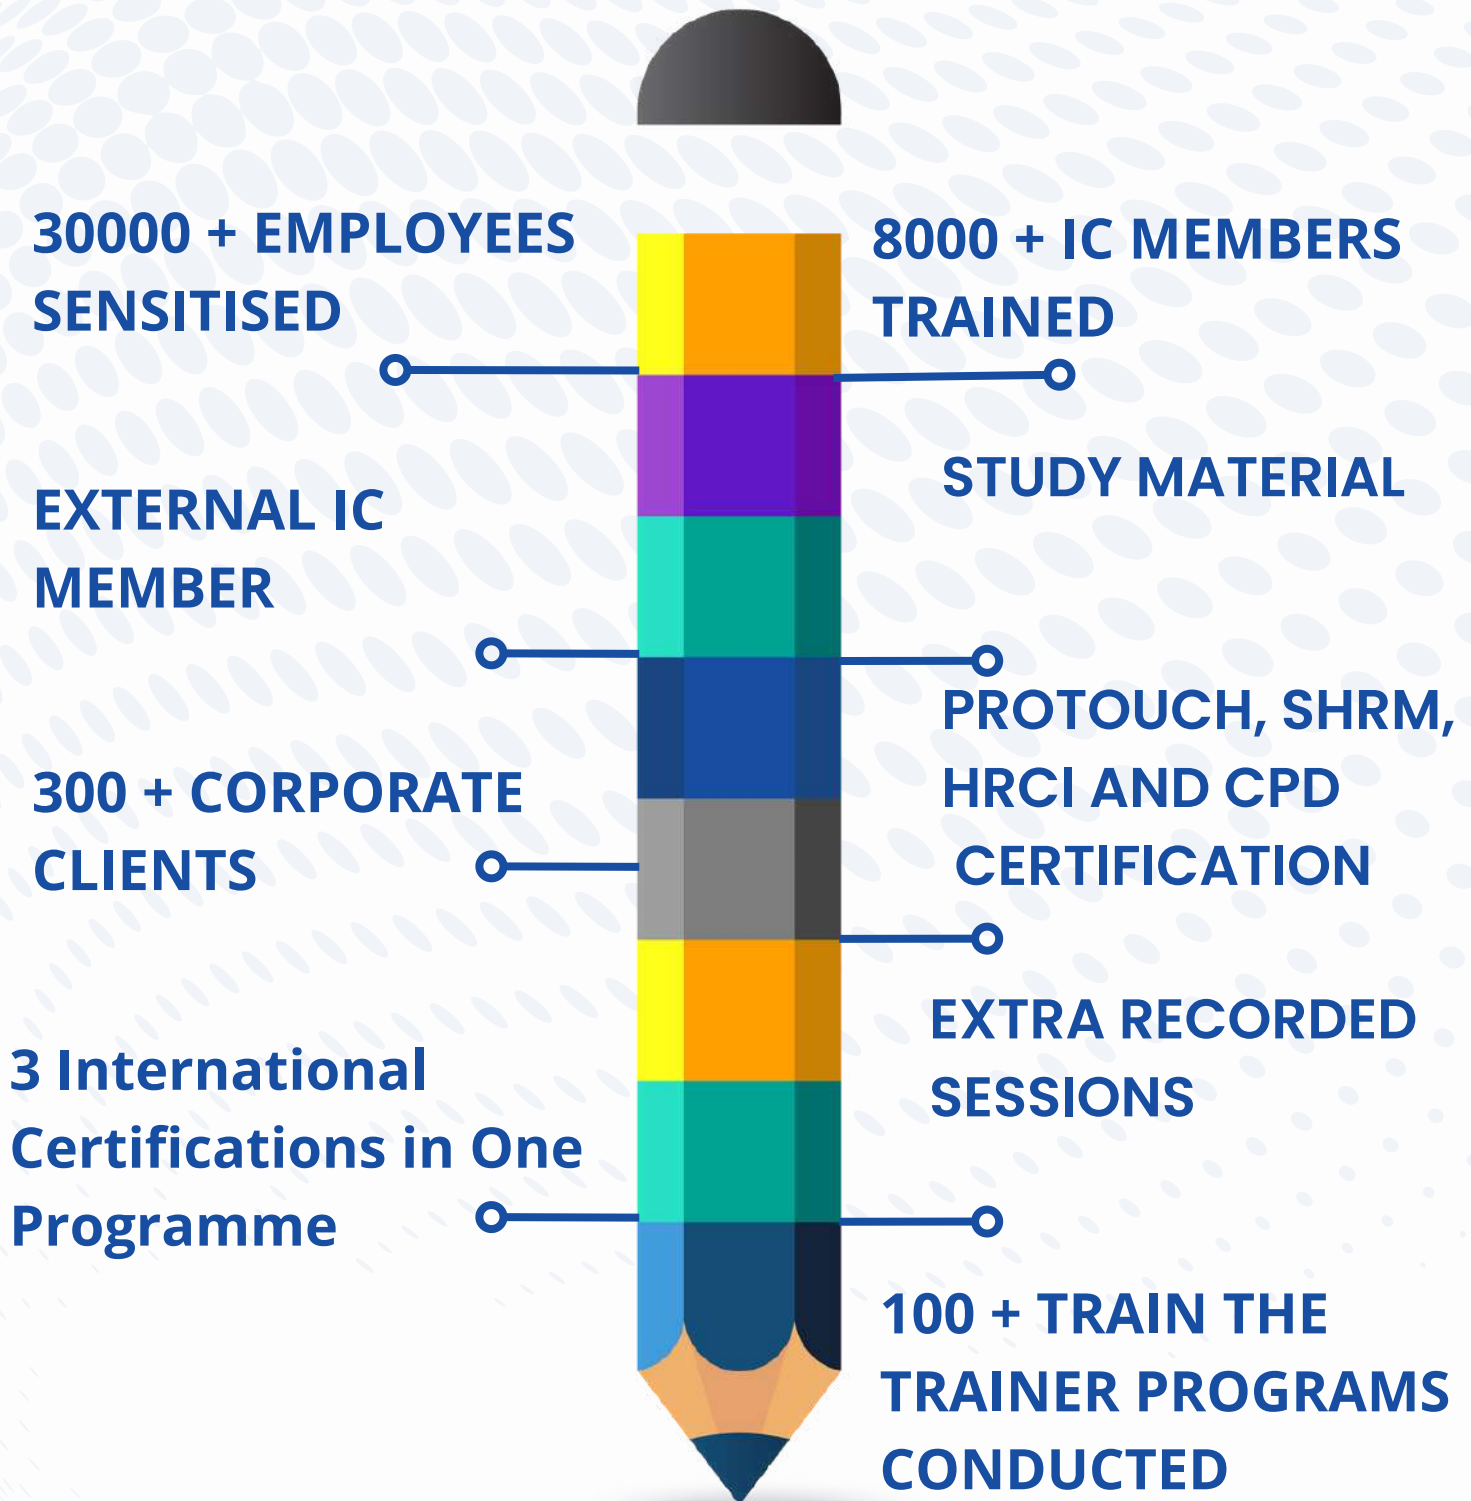 30000 + EMPLOYEES
SENSITISED
8000 + IC MEMBERS
TRAINED
EXTERNAL IC
MEMBER
STUDY MATERIAL
300 + CORPORATE
CLIENTS
PROTOUCH, SHRM,
HRCI AND CPD
CERTIFICATION
3 International
Certifications in One
Programme
EXTRA RECORDED
SESSIONS
100 + TRAIN THE
TRAINER PROGRAMS
CONDUCTED